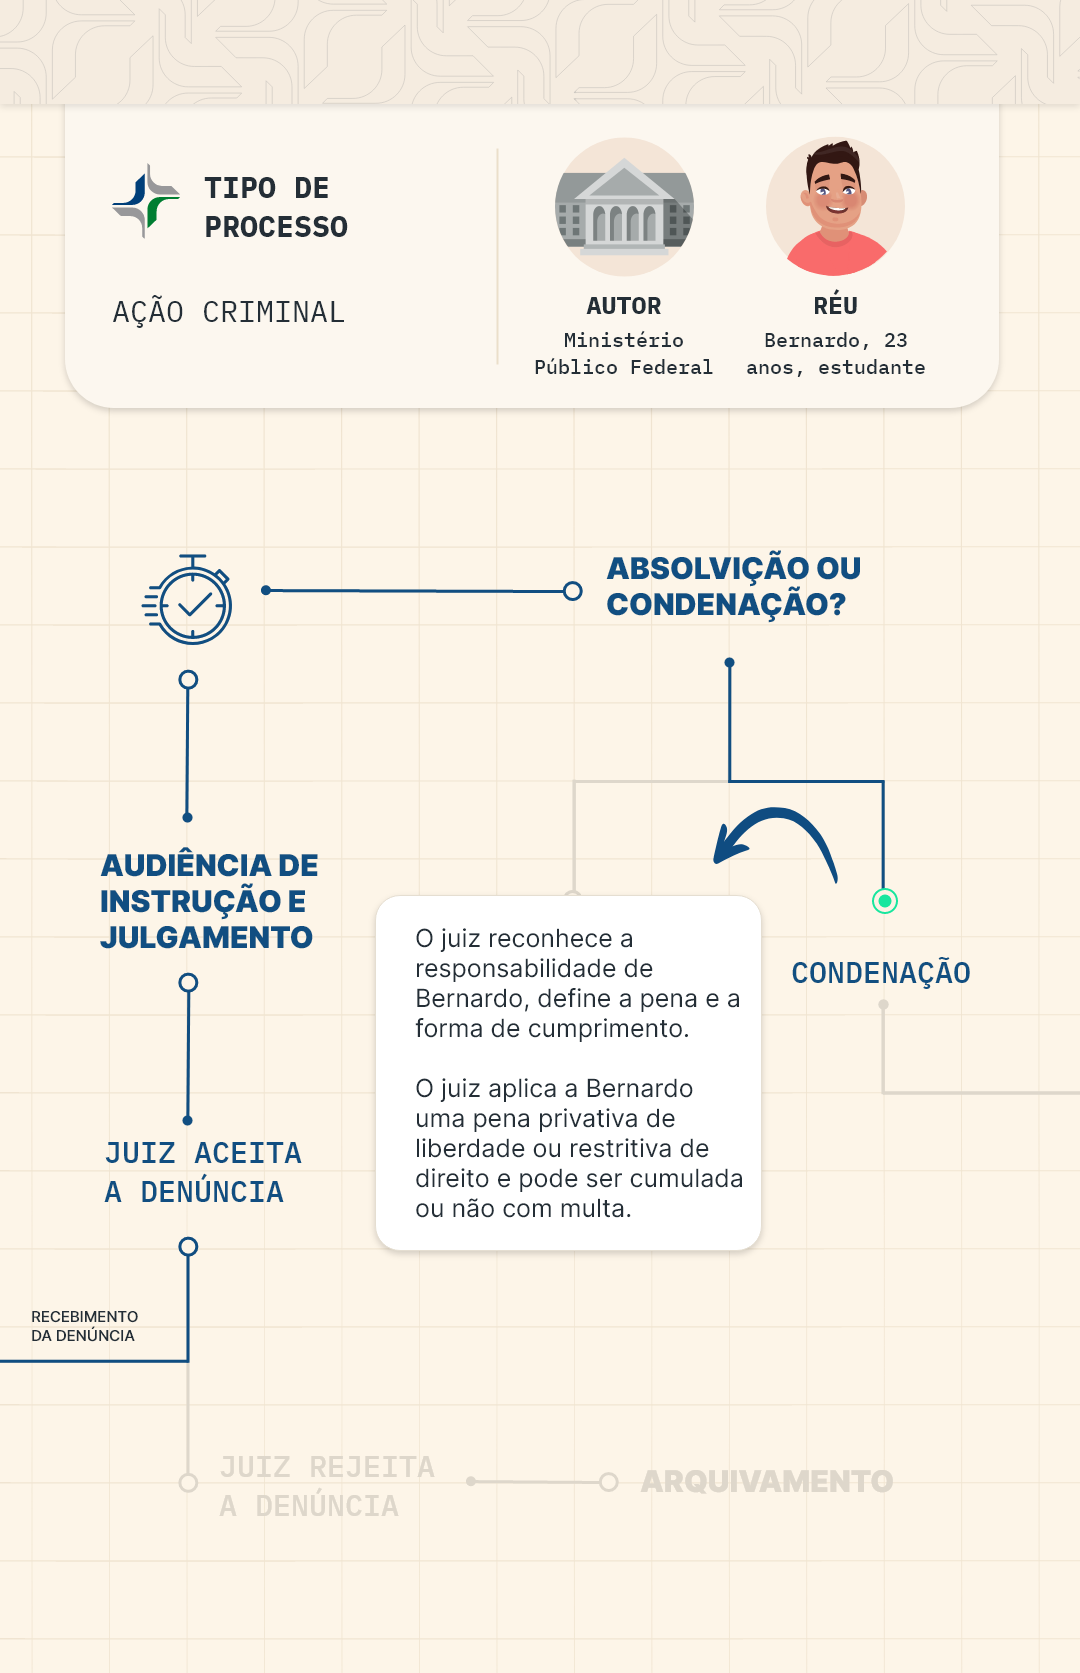 TIPO DE
PROCESSO
AÇÃO CRIMINAL
AUTOR
Ministério
Público Federal
RÉU
Bernardo, 23
anos, estudante
ABSOLVIÇÃO OU
CONDENAÇÃO?
AUDIÊNCIA DE
INSTRUÇÃO E
JULGAMENTO
O juiz reconhece a
responsabilidade de
Bernardo, define a pena e a
forma de cumprimento.
O juiz aplica a Bernardo
uma pena privativa de
liberdade ou restritiva de
direito e pode ser cumulada
ou não com multa.
CONDENAÇÃO
JUIZ ACEITA
A DENÚNCIA
RECEBIMENTO
DA DENÚNCIA
JUIZ REJEITA
A DENÚNCIA
ARQUIVAMENTO